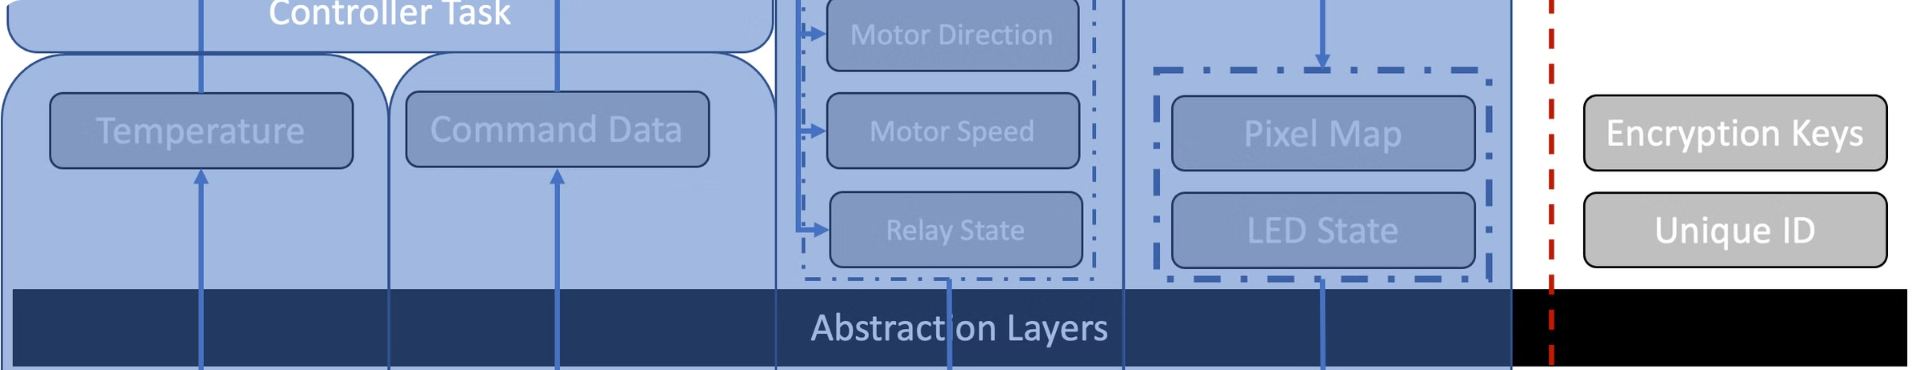 Controller Task
Motor Direction
Temperature
Command Data
Motor Speed
Pixel Map
Encryption Keys
Relay State
LED State
Unique ID
Abstraction Layers